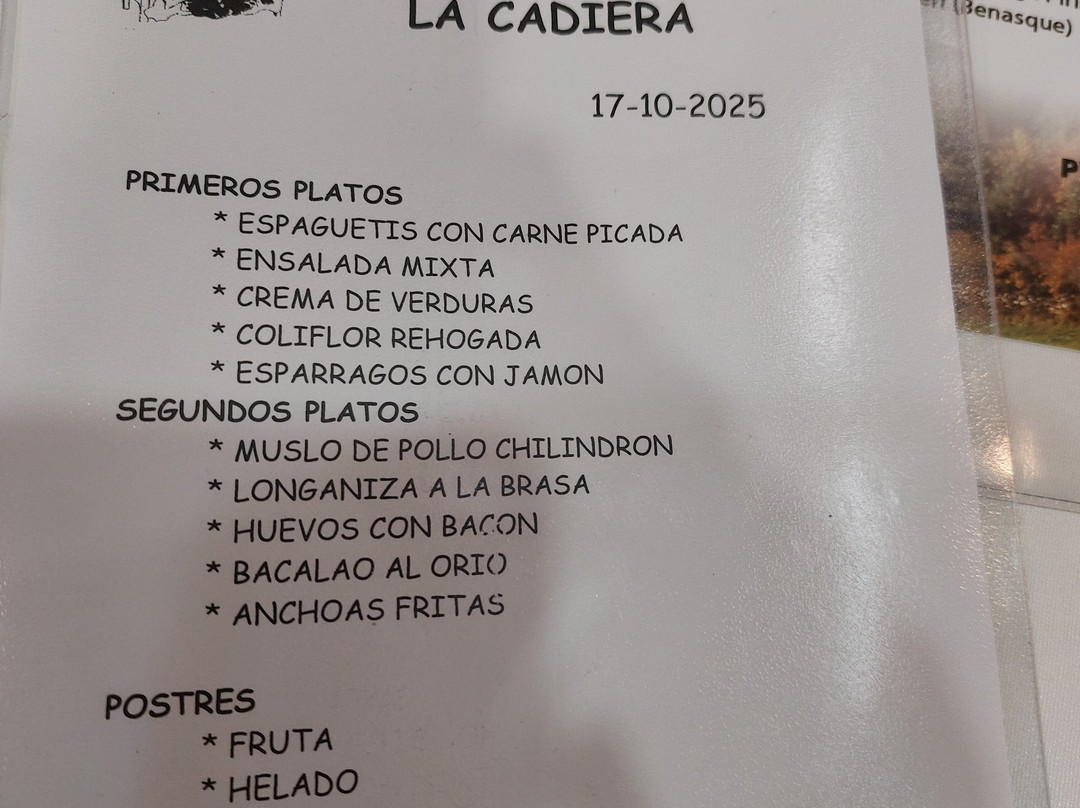 LA CADIERA
(Benasque)
17-10-2025
P
PRIMEROS PLATOS
* ESPAGUETIS CON CARNE PICADA
* ENSALADA MIXTA
* CREMA DE VERDURAS
* COLIFLOR REHOGADA
* ESPARRAGOS CON JAMON
SEGUNDOS PLATOS
* MUSLO DE POLLO CHILINDRON
* LONGANIZA A LA BRASA
* HUEVOS CON BACON
* BACALAO AL ORIO
* ANCHOAS FRITAS
POSTRES
* FRUTA
* HELADO